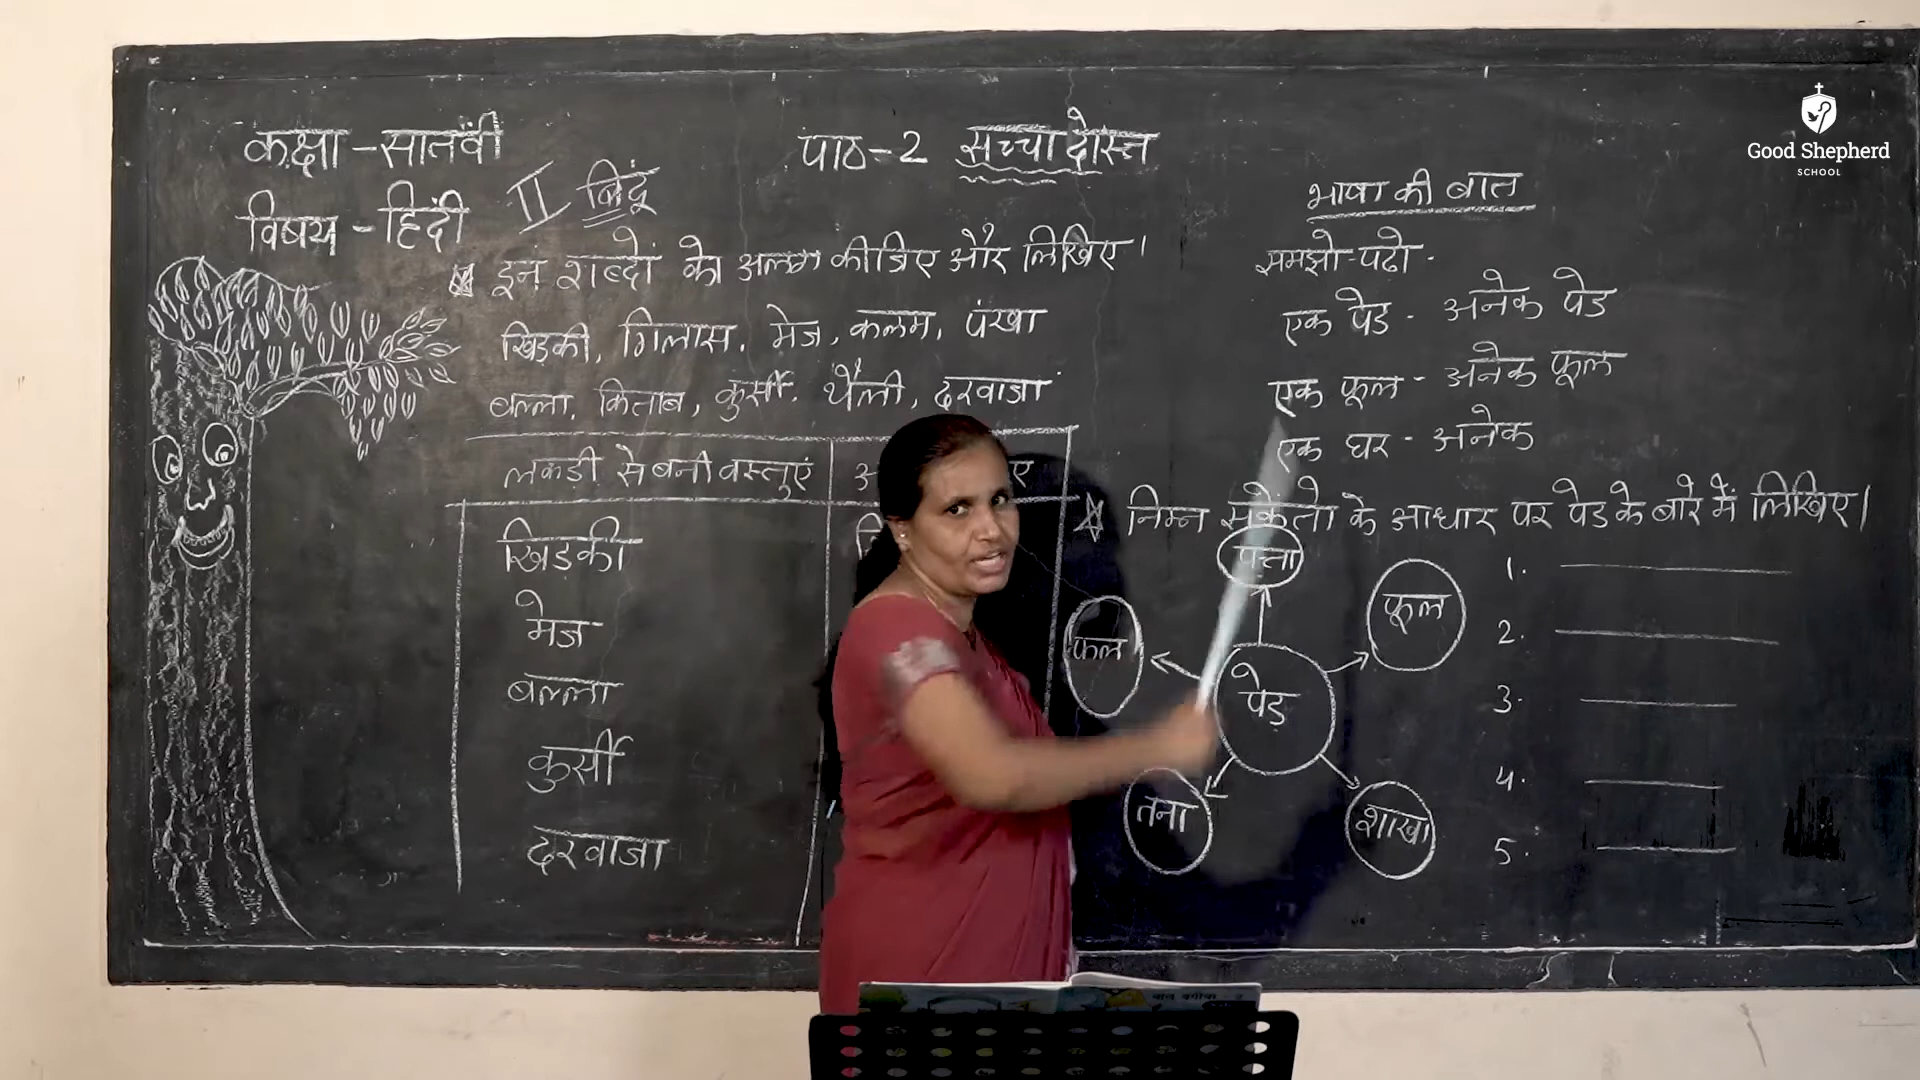 कक्षा - सातवीं
विषय - हिंदी
II बिंदू
पाठ - 2 सच्चा दोस्त
इन शब्दों को अलग कीजिए और लिखिए।
खिड़की, गिलास, मेज, कलम, पंखा
बल्ला, किताब, कुर्सी, थैली, दरवाजा
लकडी से बनी वस्तुएं
खिड़की
मेज
बल्ला
कुर्सी
दरवाजा
भाषा की बात
समझो-पढो -
एक पेड - अनेक पेड
एक फूल - अनेक फूल
एक घर - अनेक
निम्न संकेंतो के आधार पर पेड के बारे में लिखिए।
पत्ता
फल
फूल
पेड़
तना
शाखा
1.
2.
3.
4.
5.
Good Shepherd
SCHOOL